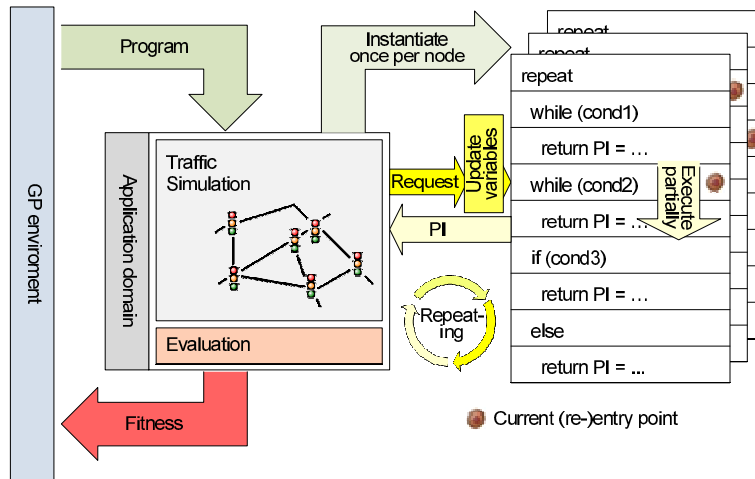 Program
Instantiate
once per node
repeat
repeat
repeat
while (cond1)
return PI = …
while (cond2)
return PI = …
if (cond3)
return PI = …
else
return PI = ...
Execute
partially
GP enviroment
Application domain
Traffic
Simulation
Request
Update
variables
PI
Repeat-
ing
Evaluation
Fitness
Current (re-)entry point